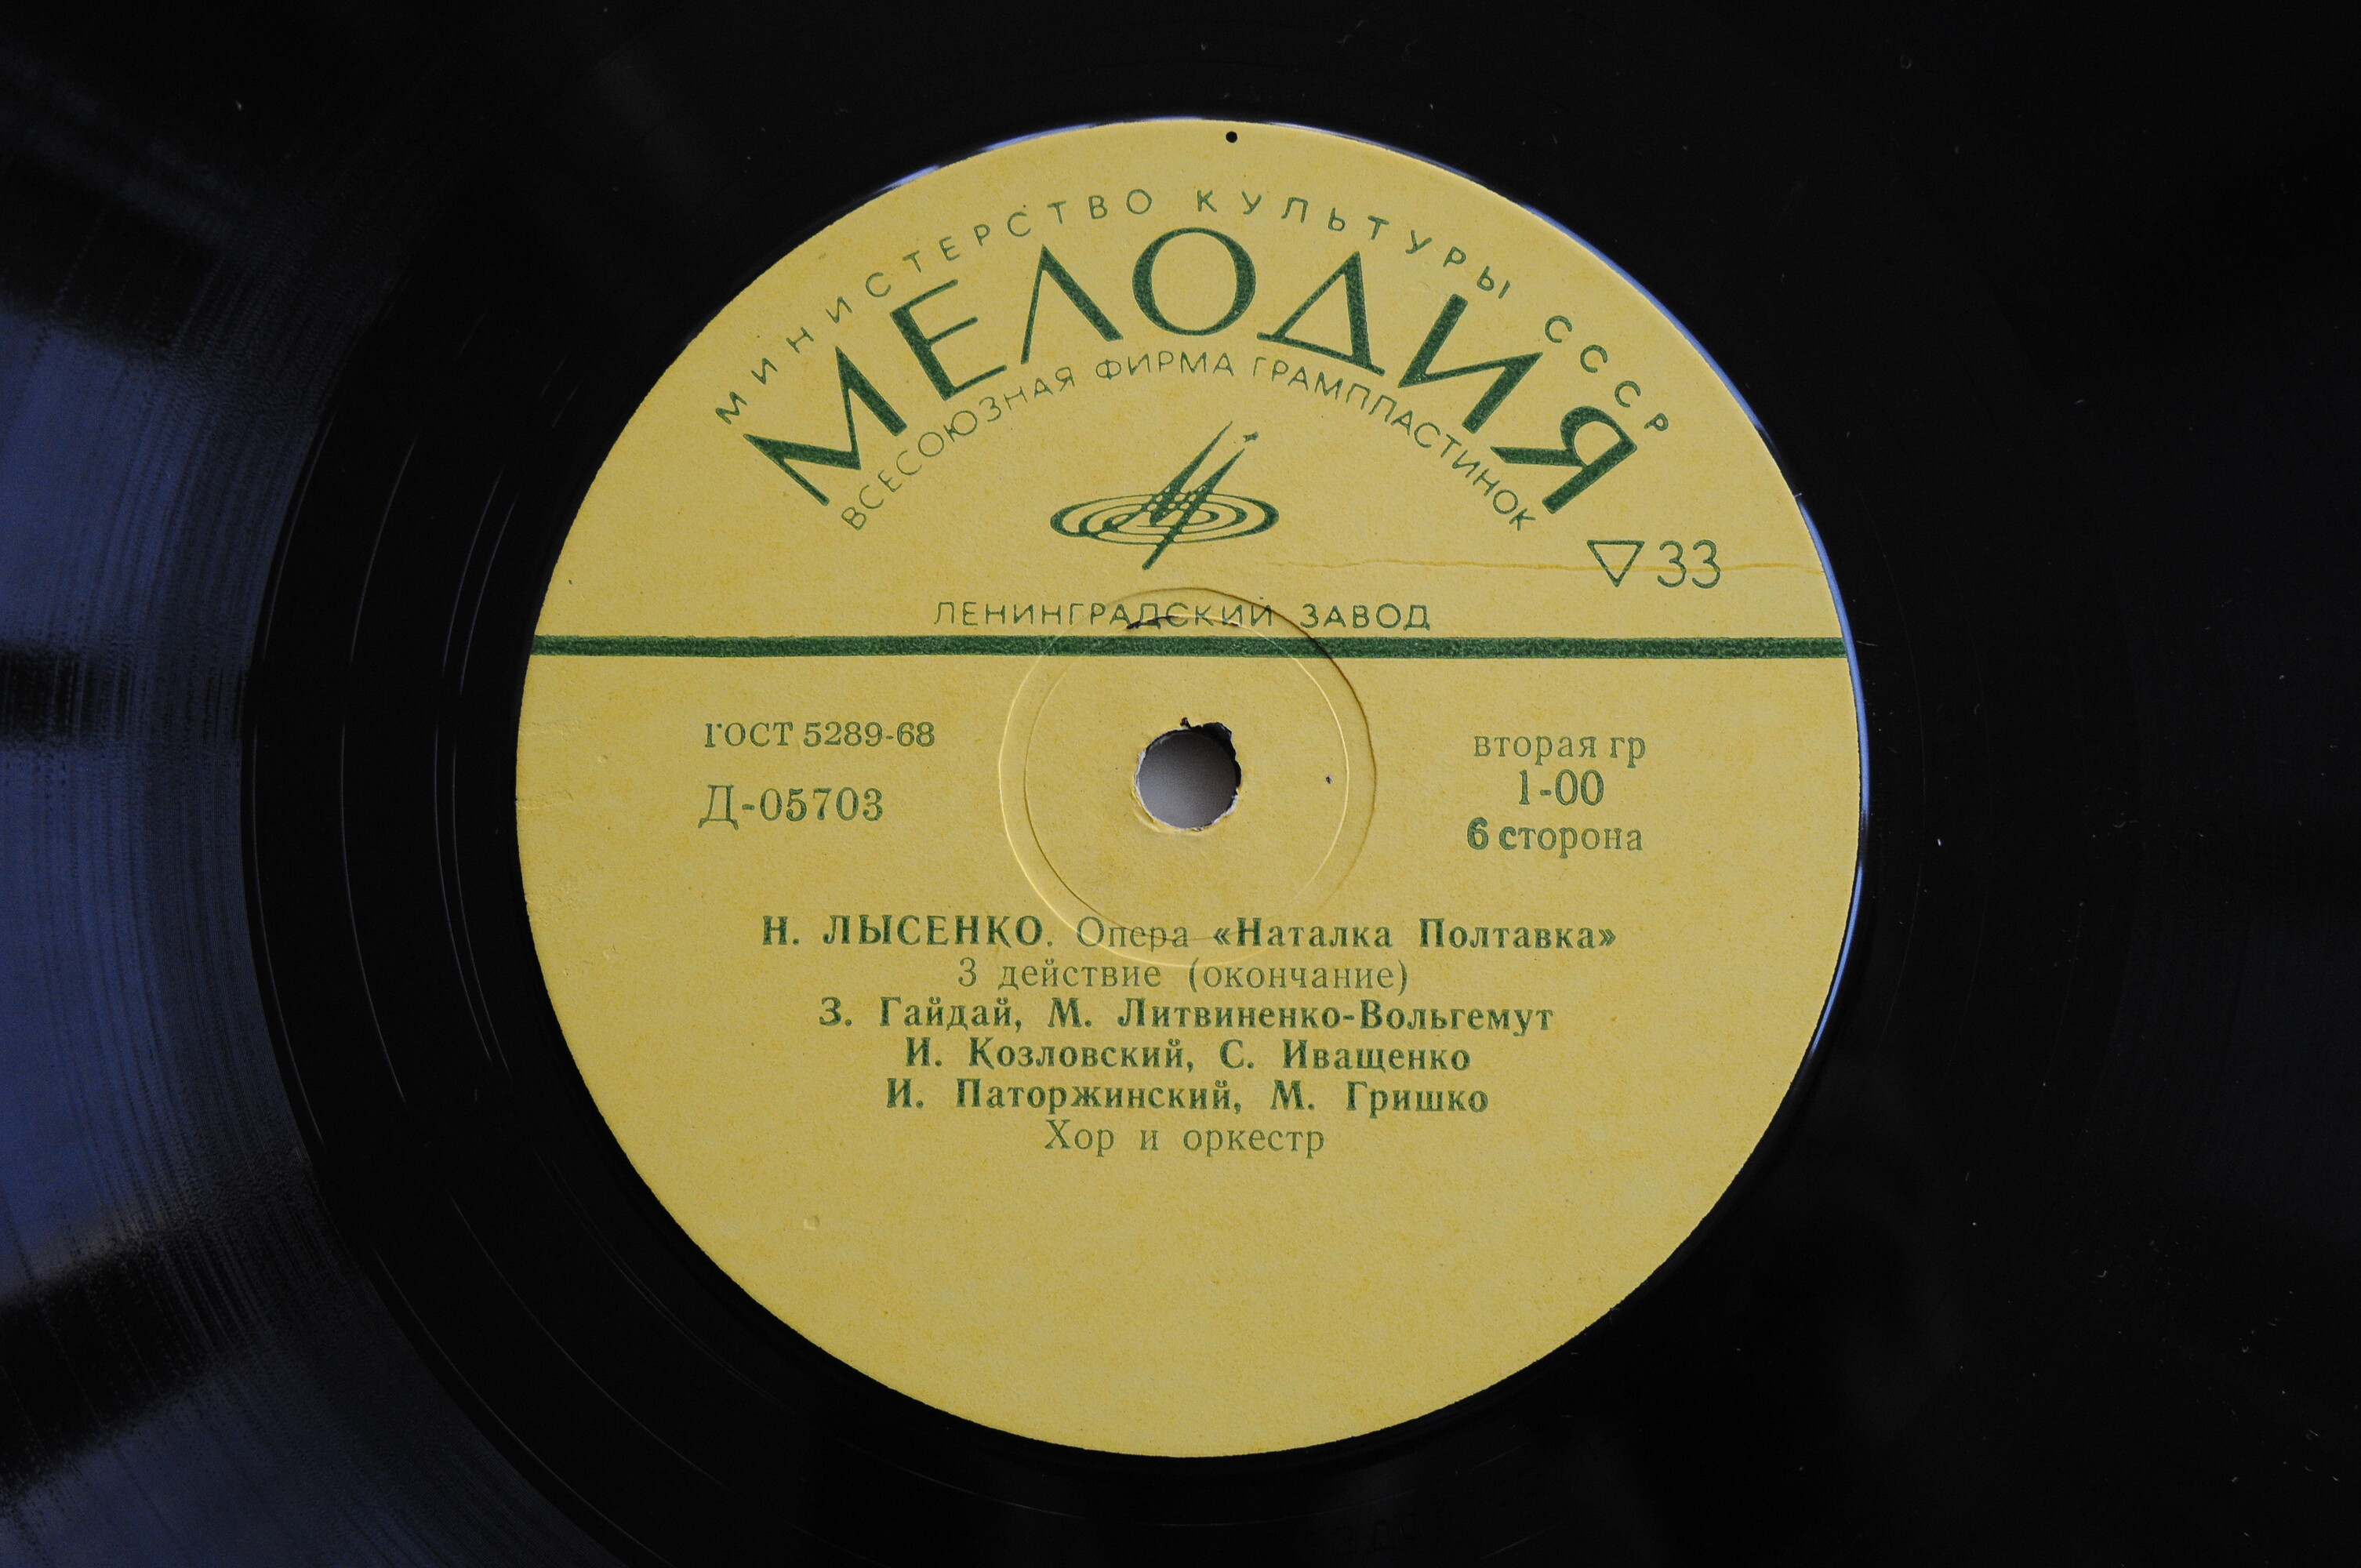 МИНИСТЕРСТВО КУЛЬТУРЫ СССР
МЕЛОДИЯ
ВСЕСОЮЗНАЯ ФИРМА ГРАМПЛАСТИНОК
33
ЛЕНИНГРАДСКИЙ ЗАВОД
ГОСТ 5289-68
Д-05703
вторая гр
1-00
6 сторона
Н. ЛЫСЕНКО. Опера «Наталка Полтавка»
3 действие (окончание)
З. Гайдай, М. Литвиненко-Вольгемут
И. Козловский, С. Иващенко
И. Паторжинский, М. Гришко
Хор и оркестр